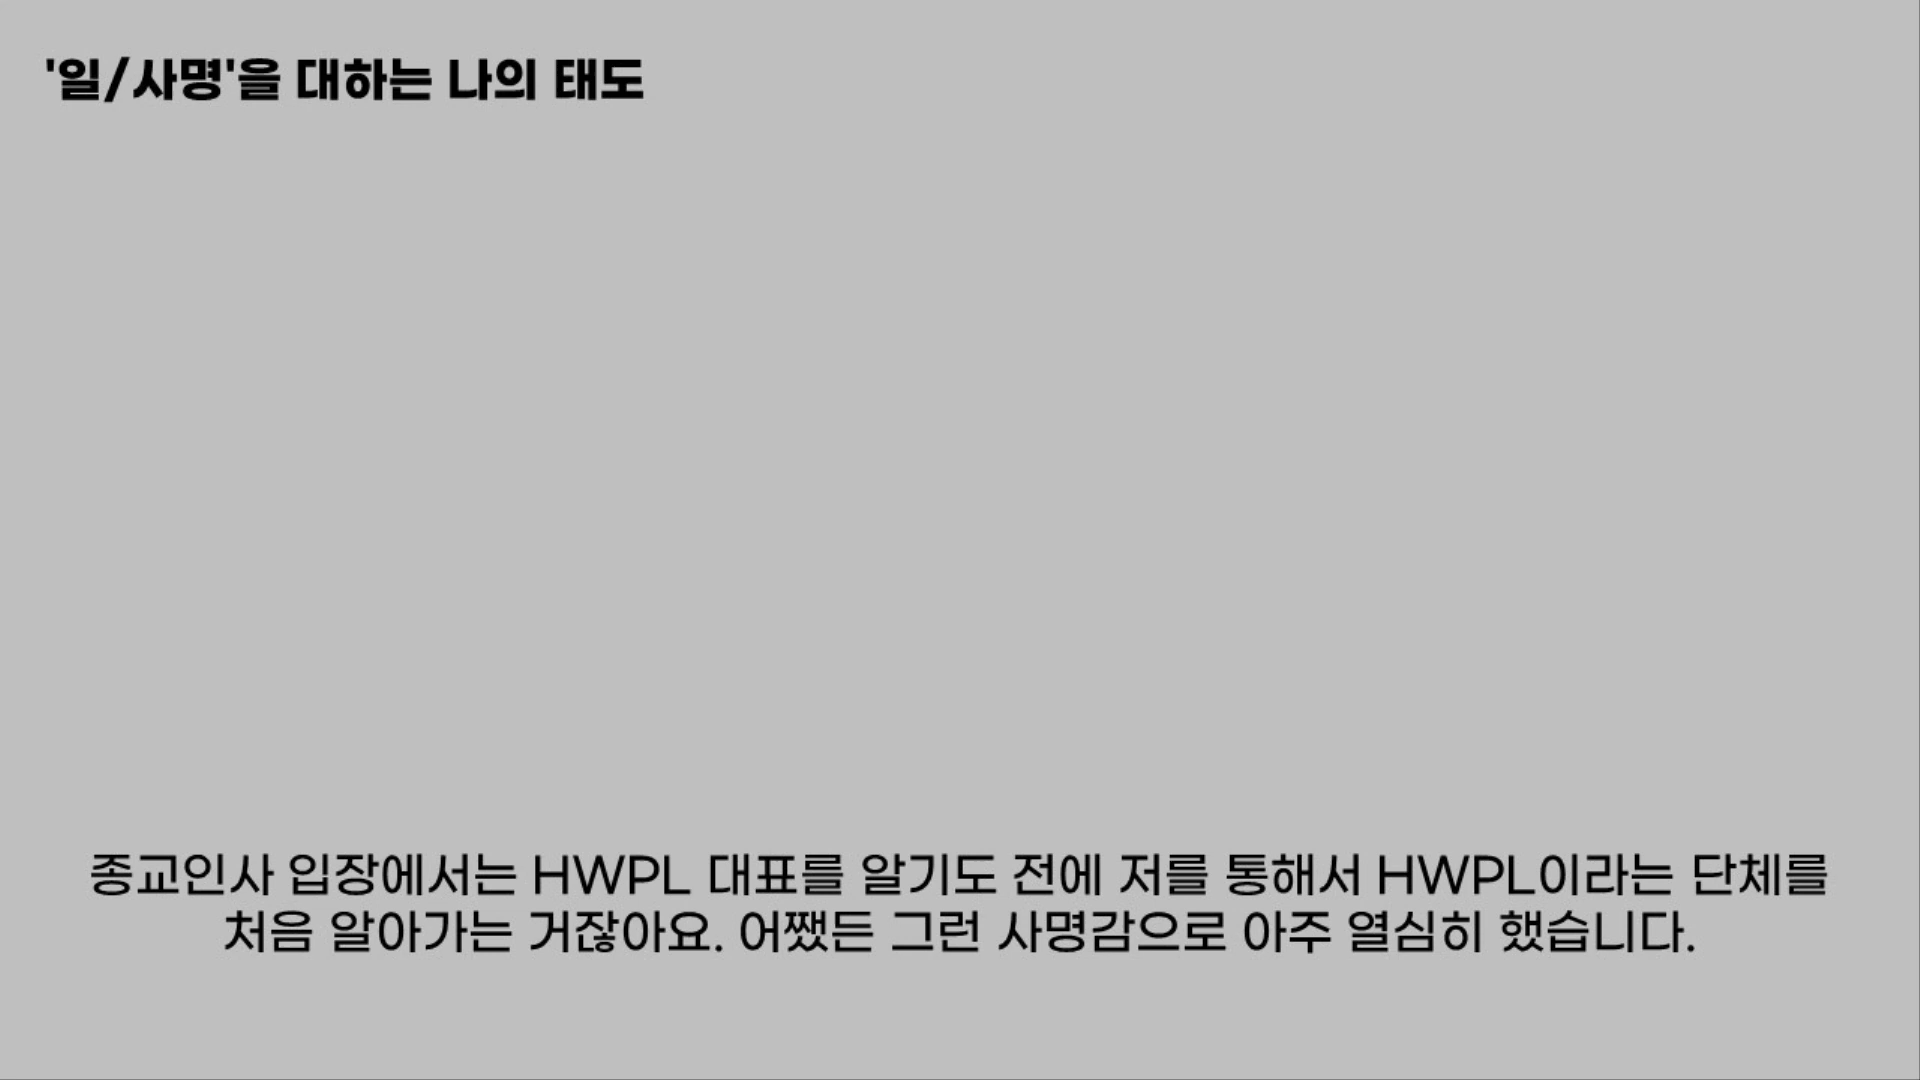 '일/사명'을 대하는 나의 태도
종교인사 입장에서는 HWPL 대표를 알기도 전에 저를 통해서 HWPL이라는 단체를
처음 알아가는 거잖아요. 어쨌든 그런 사명감으로 아주 열심히 했습니다.